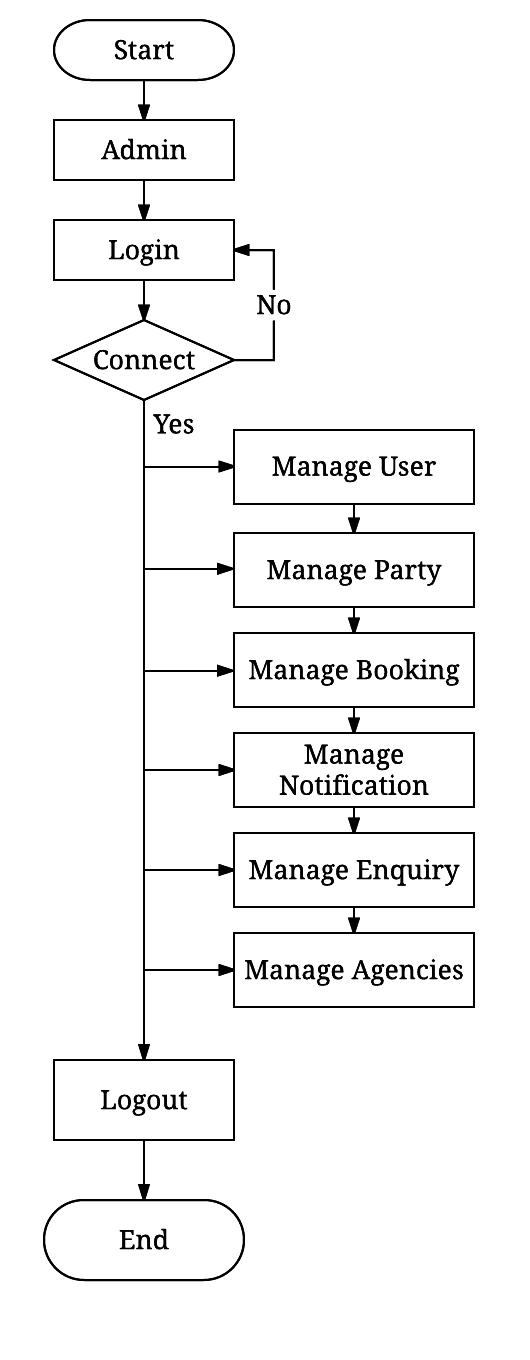 Start
Admin
Login
No
Connect
Yes
Manage User
Manage Party
Manage Booking
Manage
Notification
Manage Enquiry
Manage Agencies
Logout
End